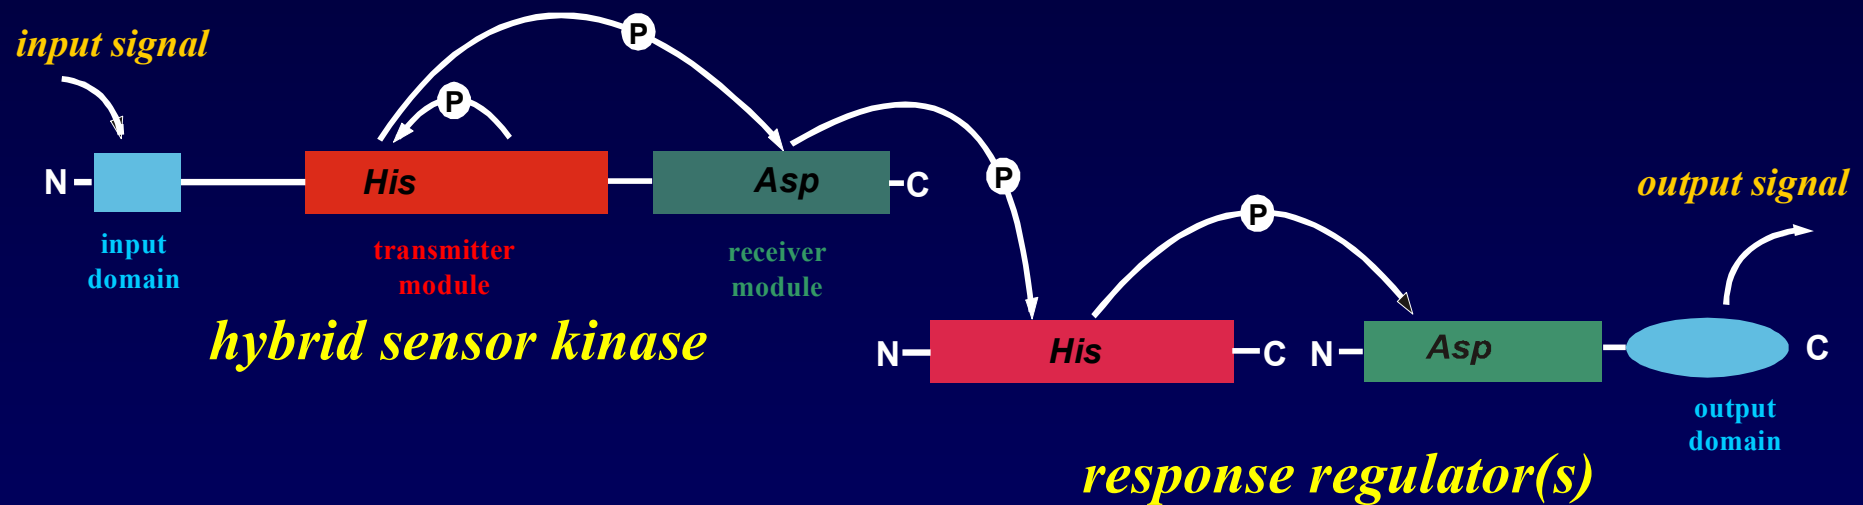 input signal
P
P
N
His
Asp
C
P
input
domain
transmitter
module
receiver
module
hybrid sensor kinase
P
output signal
N
His
C
N
Asp
C
output
domain
response regulator(s)